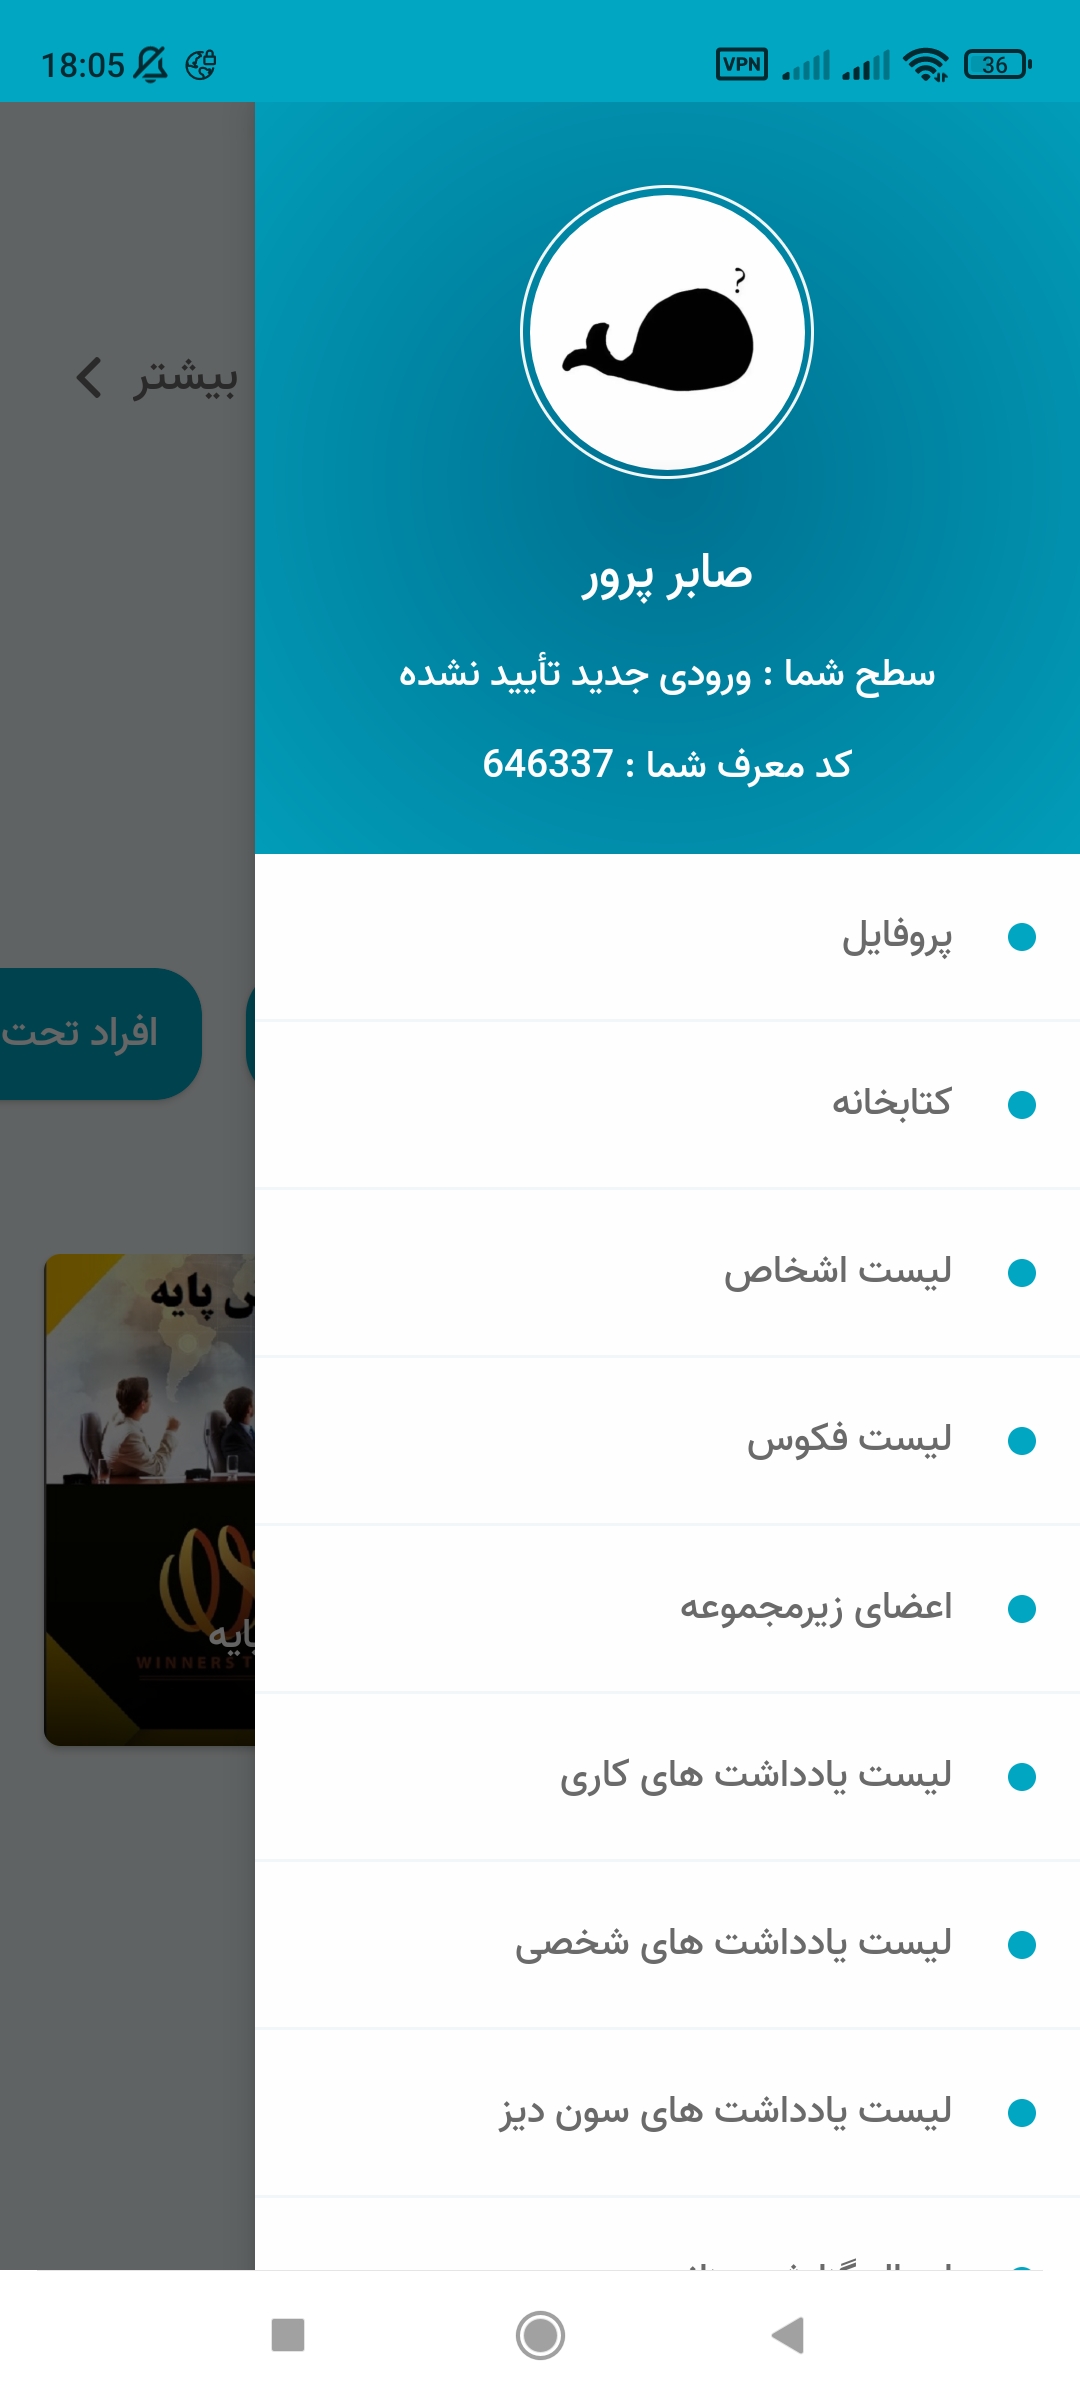 18:05
VPN
36
?
بیشتر
صابر پرور
سطح شما : ورودی جدید تأیید نشده
کد معرف شما : 646337
پروفایل
افراد تحت
کتابخانه
لیست اشخاص
پایه
لیست فکوس
اعضای زیرمجموعه
پایه
WINNERS T
لیست یادداشت های کاری
لیست یادداشت های شخصی
لیست یادداشت های سون دیز